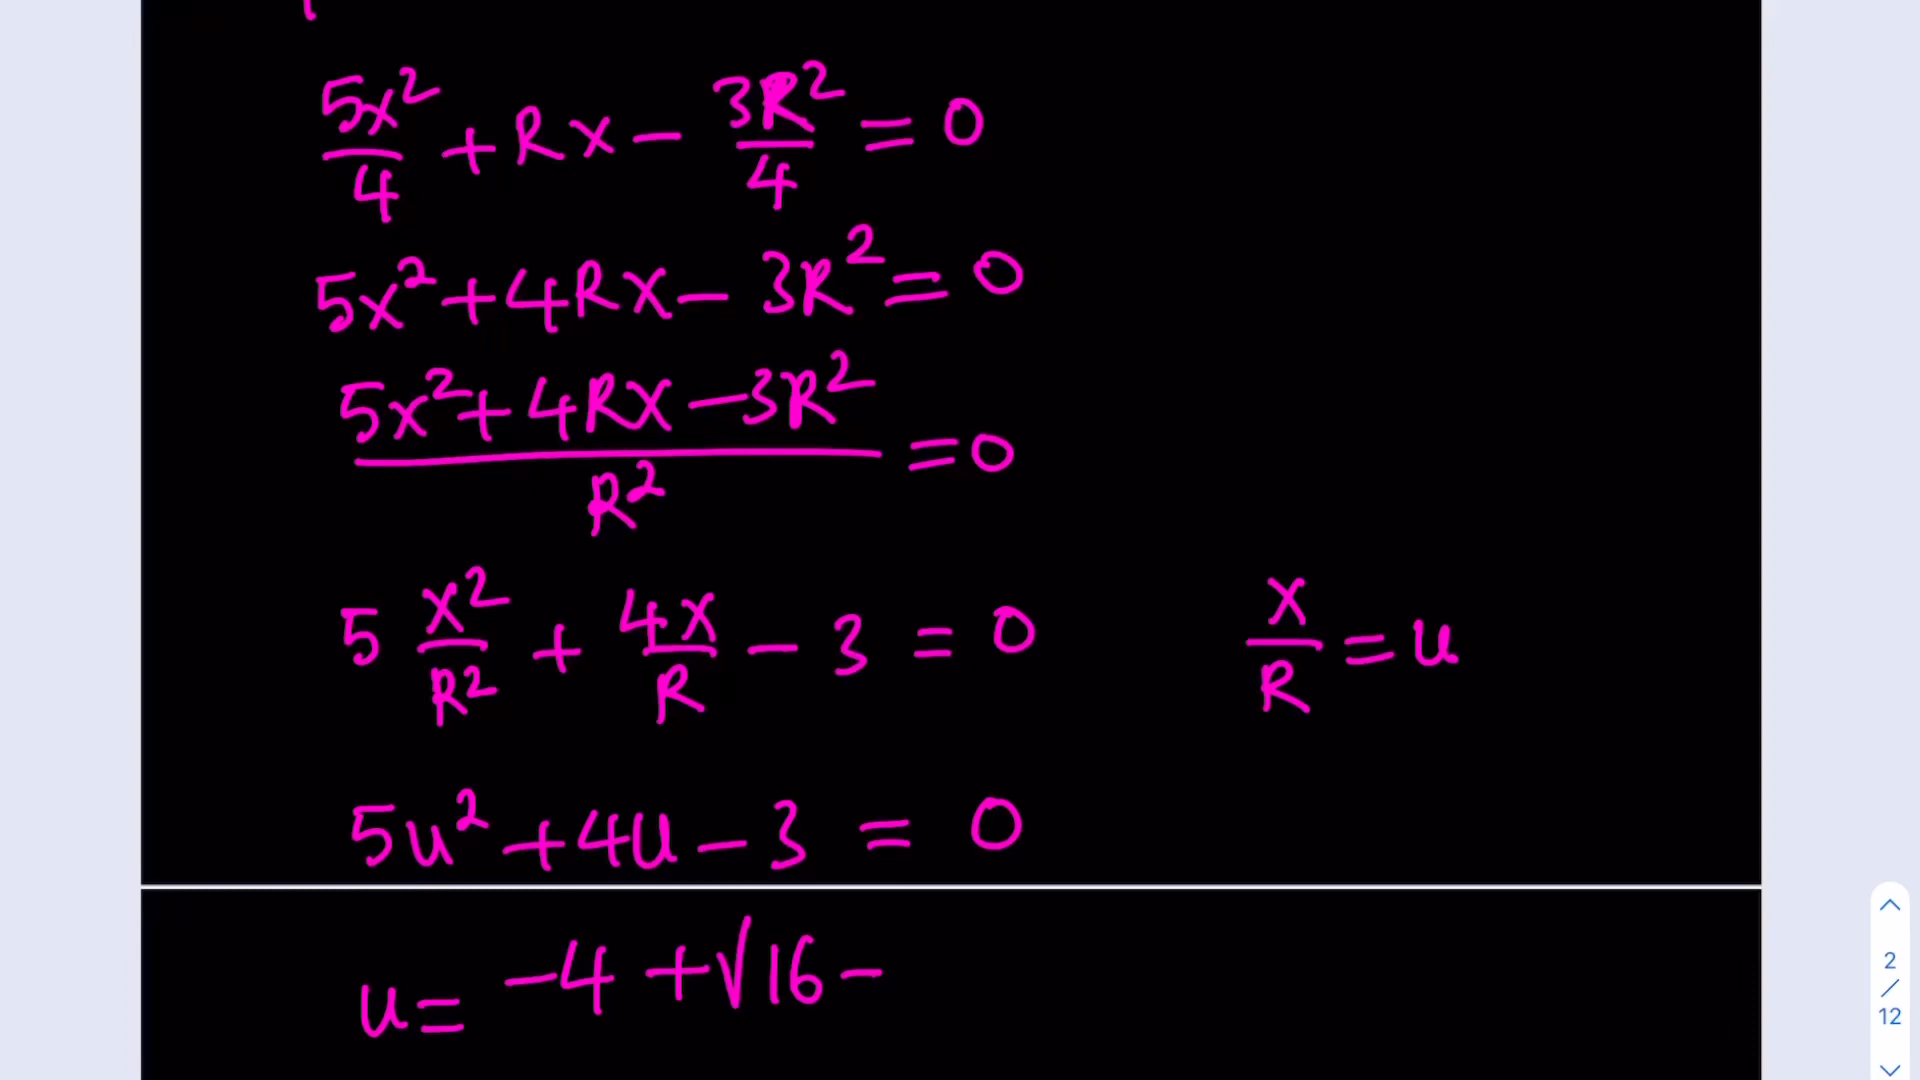 5x²/4 + Rx − 3R²/4 = 0
5x² + 4Rx − 3R² = 0
(5x² + 4Rx − 3R²)/R² = 0
5 x²/R² + 4x/R − 3 = 0
x/R = u
5u² + 4u − 3 = 0
u = −4 + √16 −
2
/
12